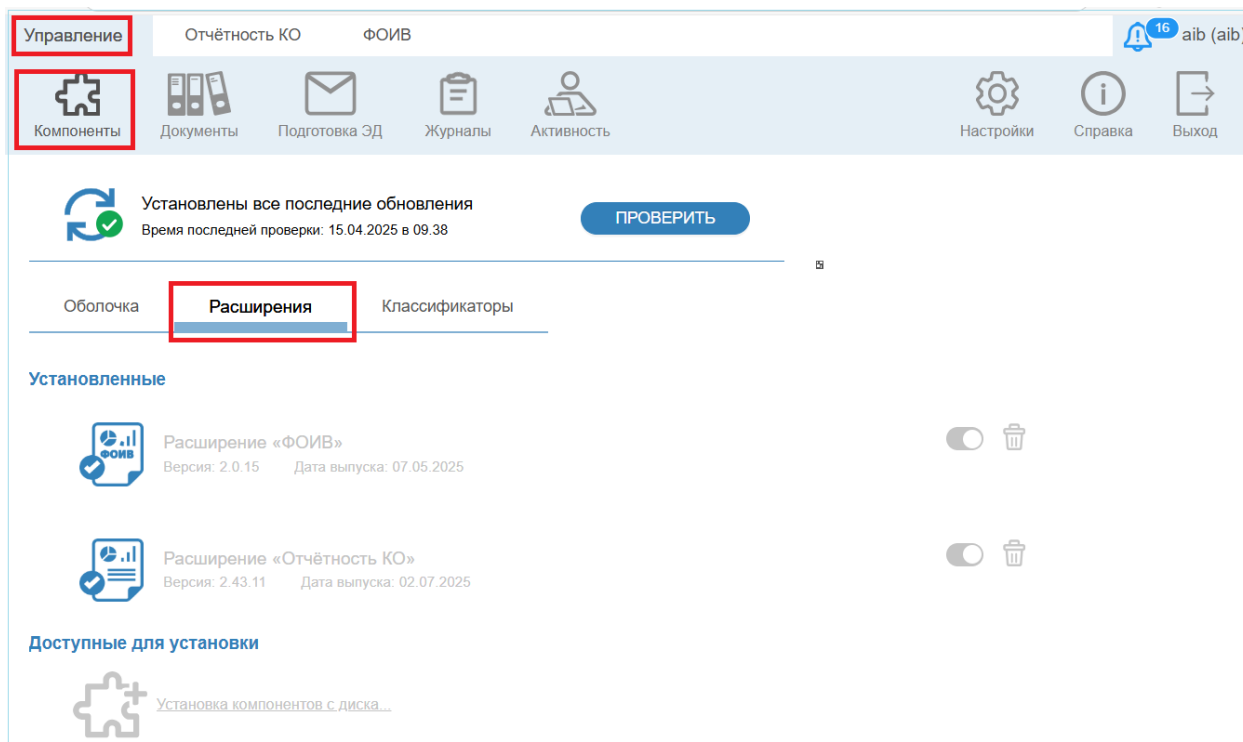 Управление Отчётность КО ФОИВ 16 aib (aib)
Компоненты Документы Подготовка ЭД Журналы Активность Настройки Справка Выход
Установлены все последние обновления
Время последней проверки: 15.04.2025 в 09.38
ПРОВЕРИТЬ
Оболочка Расширения Классификаторы
Установленные
ФОИВ
Расширение «ФОИВ»
Версия: 2.0.15 Дата выпуска: 07.05.2025
Расширение «Отчётность КО»
Версия: 2.43.11 Дата выпуска: 02.07.2025
Доступные для установки
Установка компонентов с диска...